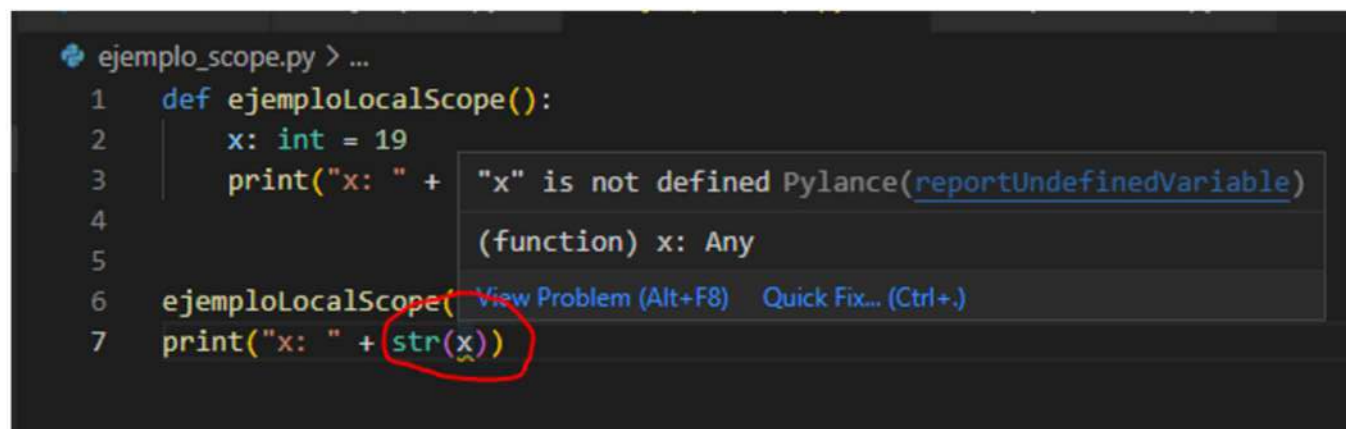 ejemplo_scope.py > ...
1 def ejemploLocalScope():
2 x: int = 19
3 print("x: " +
"x" is not defined Pylance(reportUndefinedVariable)
4
(function) x: Any
5
6 ejemploLocalScope(
View Problem (Alt+F8) Quick Fix... (Ctrl+.)
7 print("x: " + str(x))